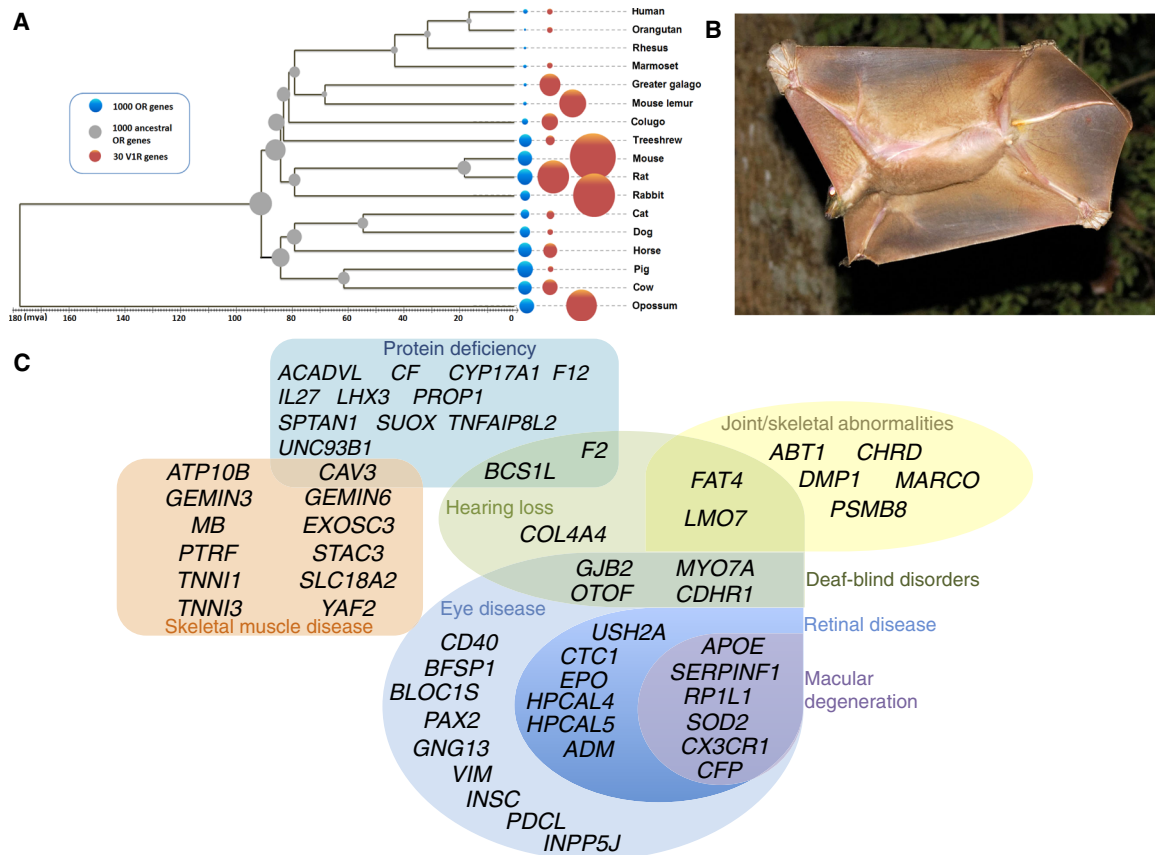 A
Human
Orangutan
Rhesus
Marmoset
Greater galago
Mouse lemur
Colugo
Treeshrew
Mouse
Rat
Rabbit
Cat
Dog
Horse
Pig
Cow
Opossum
1000 OR genes
1000 ancestral
OR genes
30 V1R genes
180 (mya) 160 140 120 100 80 60 40 20 0
B
C
Protein deficiency
ACADVL CF CYP17A1 F12
IL27 LHX3 PROP1
SPTAN1 SUOX TNFAIP8L2
UNC93B1
F2
BCS1L
Joint/skeletal abnormalities
ABT1 CHRD
FAT4 DMP1 MARCO
LMO7 PSMB8
ATP10B CAV3
GEMIN3 GEMIN6
MB EXOSC3
PTRF STAC3
TNNI1 SLC18A2
TNNI3 YAF2
Skeletal muscle disease
Hearing loss
COL4A4
GJB2 MYO7A
OTOF CDHR1
Deaf-blind disorders
Eye disease
CD40
BFSP1
BLOC1S
PAX2
GNG13
VIM
INSC
PDCL
INPP5J
USH2A
CTC1
EPO
HPCAL4
HPCAL5
ADM
Retinal disease
APOE
SERPINF1
RP1L1
SOD2
CX3CR1
CFP
Macular
degeneration